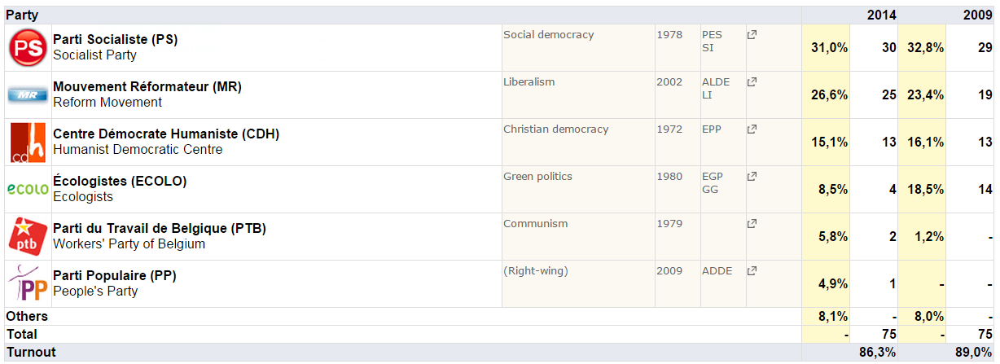 Party 2014 2009
PS Parti Socialiste (PS) Social democracy 1978 PES 31,0% 30 32,8% 29
Socialist Party SI
MR Mouvement Réformateur (MR) Liberalism 2002 ALDE 26,6% 25 23,4% 19
Reform Movement LI
cdh Centre Démocrate Humaniste (CDH) Christian democracy 1972 EPP 15,1% 13 16,1% 13
Humanist Democratic Centre
ecolo Écologistes (ECOLO) Green politics 1980 EGP 8,5% 4 18,5% 14
Ecologists GG
ptb Parti du Travail de Belgique (PTB) Communism 1979 5,8% 2 1,2% -
Workers' Party of Belgium
PP Parti Populaire (PP) (Right-wing) 2009 ADDE 4,9% 1 - -
People's Party
Others 8,1% - 8,0% -
Total - 75 - 75
Turnout 86,3% 89,0%